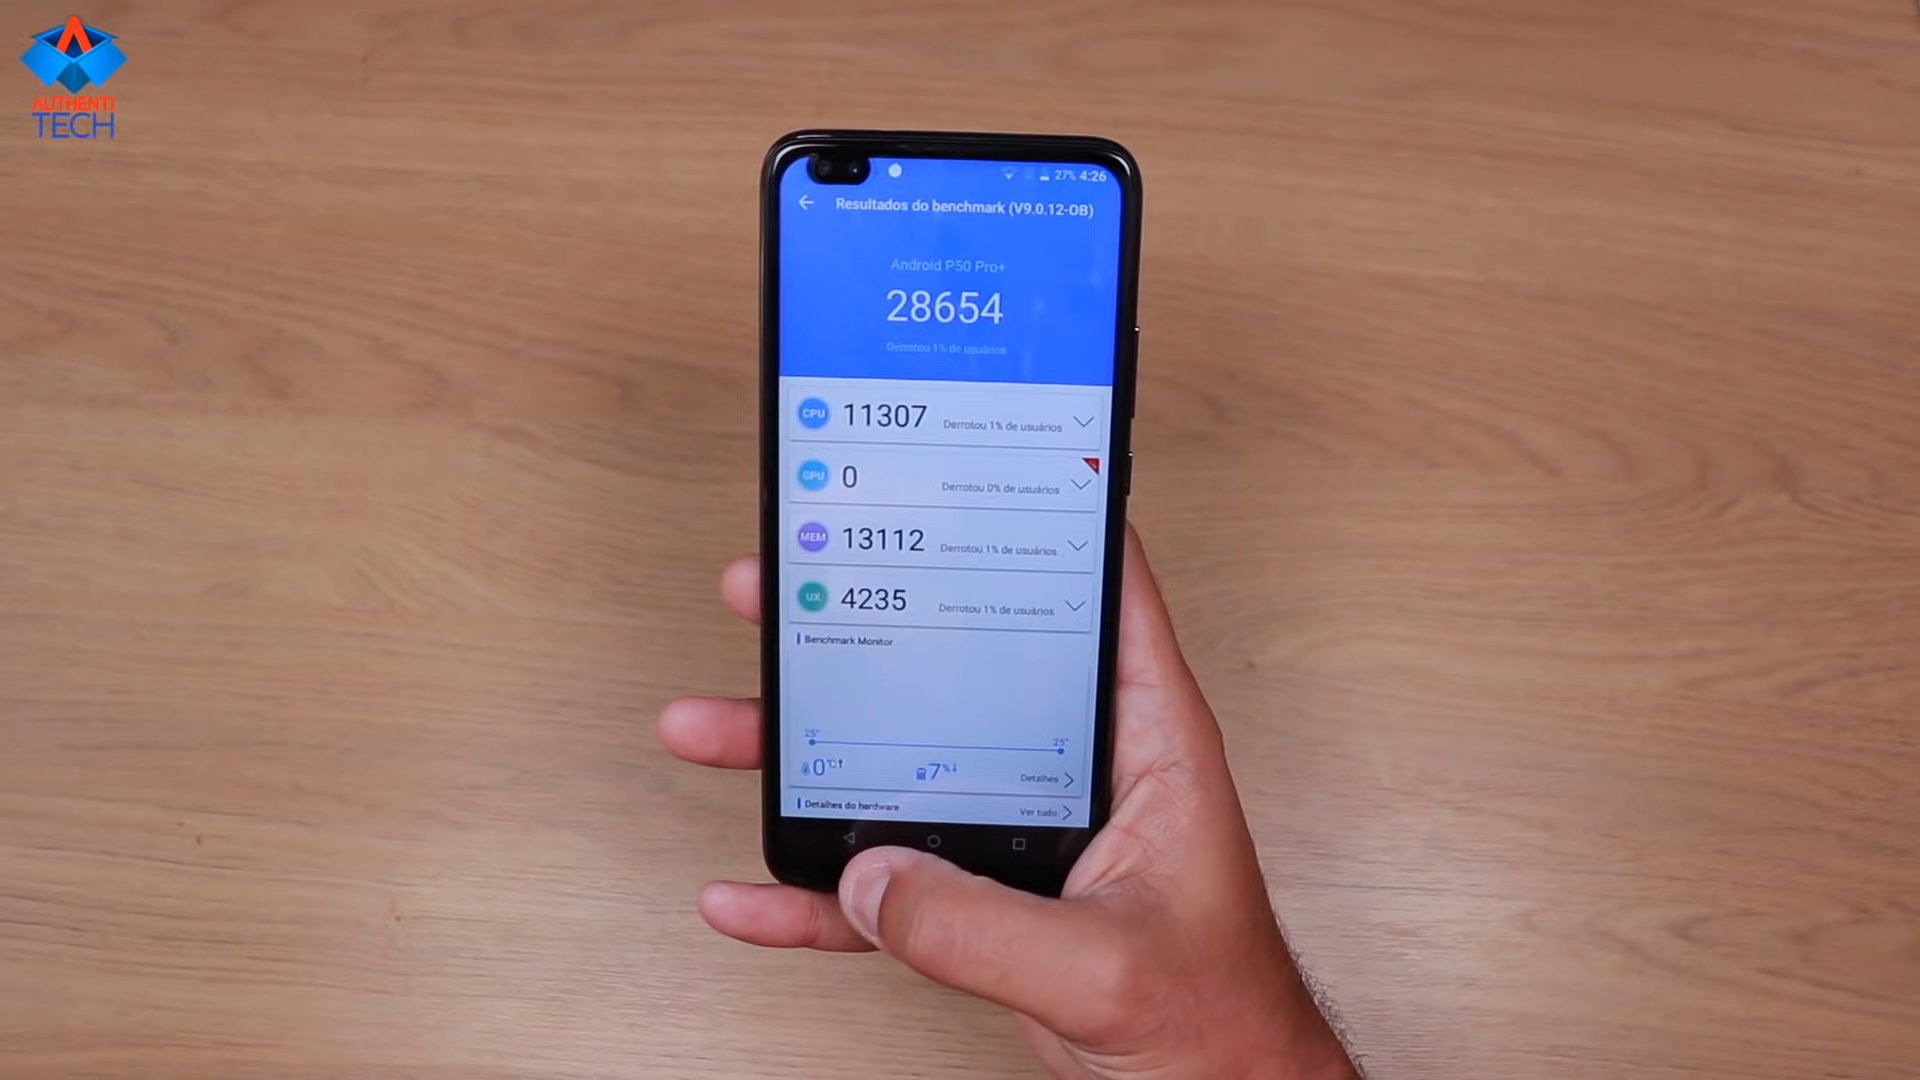 AUTHENTI
TECH
27% 4:26
Resultados do benchmark (V9.0.12-OB)
Android P50 Pro+
28654
Derrotou 1% de usuários
CPU 11307 Derrotou 1% de usuários
GPU 0 Derrotou 0% de usuários
MEM 13112 Derrotou 1% de usuários
UX 4235 Derrotou 1% de usuários
Benchmark Monitor
25° 25°
0°C↑ 7%↓ Detalhes
Detalhes do hardware Ver tudo